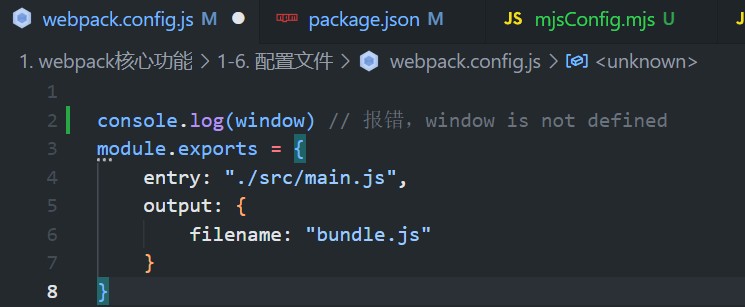 webpack.config.js M package.json M mjsConfig.mjs U
1. webpack核心功能 > 1-6. 配置文件 > webpack.config.js > <unknown>
1
2 console.log(window) // 报错，window is not defined
3 module.exports = {
4 entry: "./src/main.js",
5 output: {
6 filename: "bundle.js"
7 }
8 }